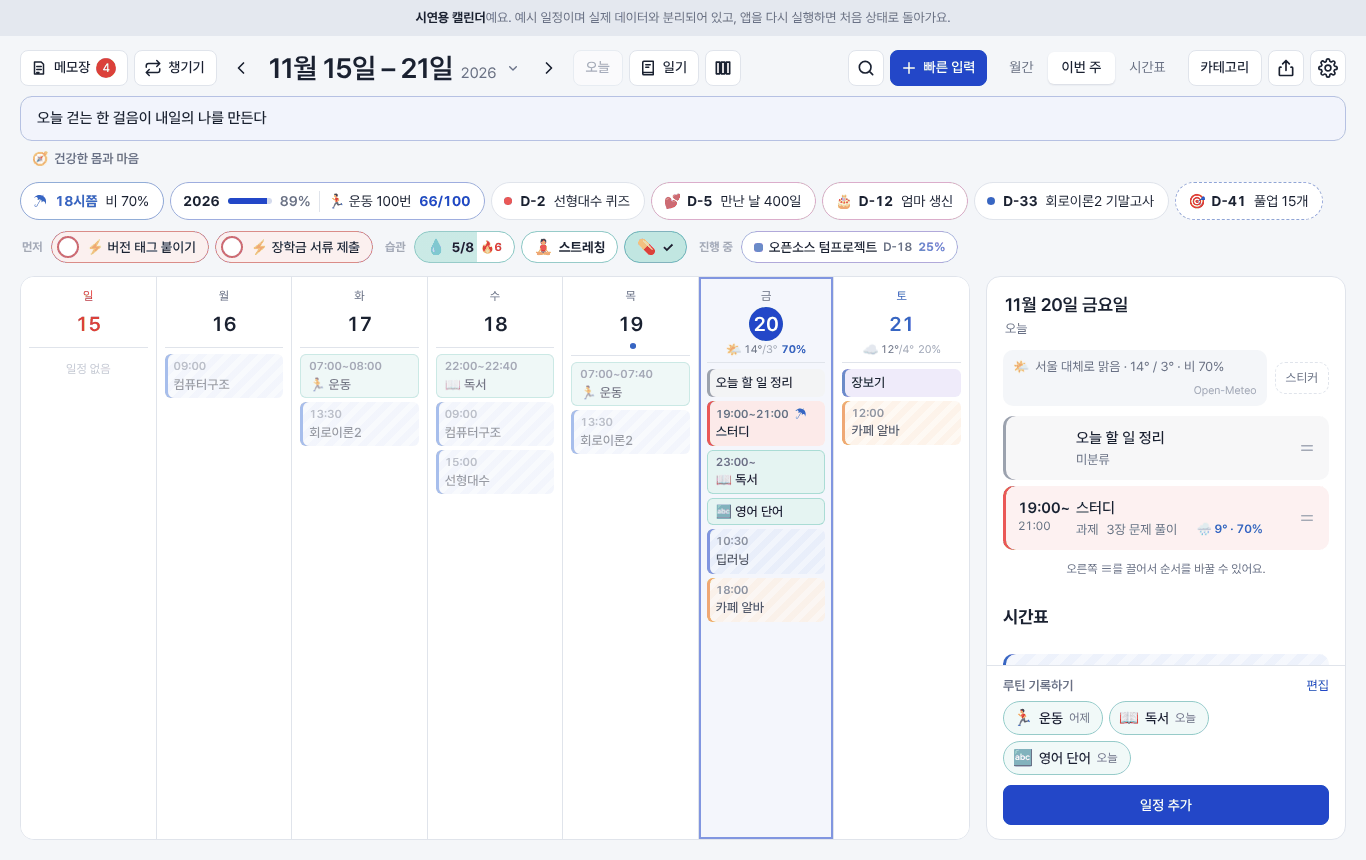 시연용 캘린더예요. 예시 일정이며 실제 데이터와 분리되어 있고, 앱을 다시 실행하면 처음 상태로 돌아가요.
메모장 4 챙기기 11월 15일 – 21일 2026 오늘 일기 빠른 입력 월간 이번 주 시간표 카테고리
오늘 걷는 한 걸음이 내일의 나를 만든다
건강한 몸과 마음
18시쯤 비 70% 2026 89% 운동 100번 66/100 D-2 선형대수 퀴즈 D-5 만난 날 400일 D-12 엄마 생신 D-33 회로이론2 기말고사 D-41 풀업 15개
먼저 ⚡ 버전 태그 붙이기 ⚡ 장학금 서류 제출 습관 💧 5/8 🔥6 스트레칭 진행 중 오픈소스 텀프로젝트 D-18 25%
일
15
일정 없음
월
16
09:00
컴퓨터구조
화
17
07:00~08:00
운동
13:30
회로이론2
수
18
22:00~22:40
독서
09:00
컴퓨터구조
15:00
선형대수
목
19
07:00~07:40
운동
13:30
회로이론2
금
20
14°/3° 70%
오늘 할 일 정리
19:00~21:00
스터디
23:00~
독서
abc 영어 단어
10:30
딥러닝
18:00
카페 알바
토
21
12°/4° 20%
장보기
12:00
카페 알바
11월 20일 금요일
오늘
서울 대체로 맑음 · 14° / 3° · 비 70%
Open-Meteo
스티커
오늘 할 일 정리
미분류
19:00~ 스터디
21:00 과제 3장 문제 풀이 9° · 70%
오른쪽 ≡를 끌어서 순서를 바꿀 수 있어요.
시간표
루틴 기록하기 편집
운동 어제 독서 오늘
abc 영어 단어 오늘
일정 추가